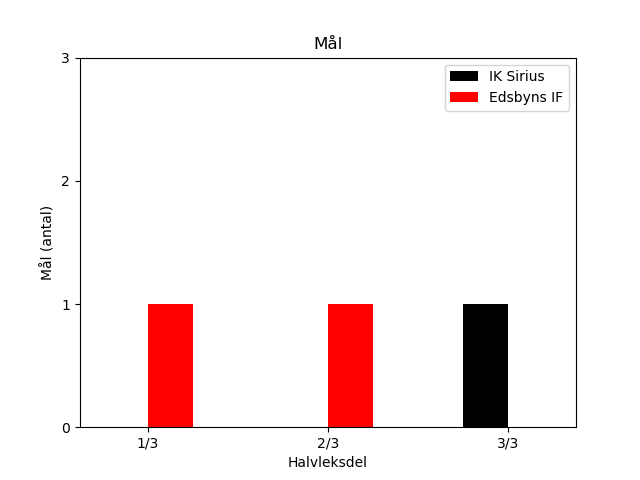 Mål
IK Sirius
Edsbyns IF
Mål (antal)
3
2
1
0
1/3
2/3
3/3
Halvleksdel